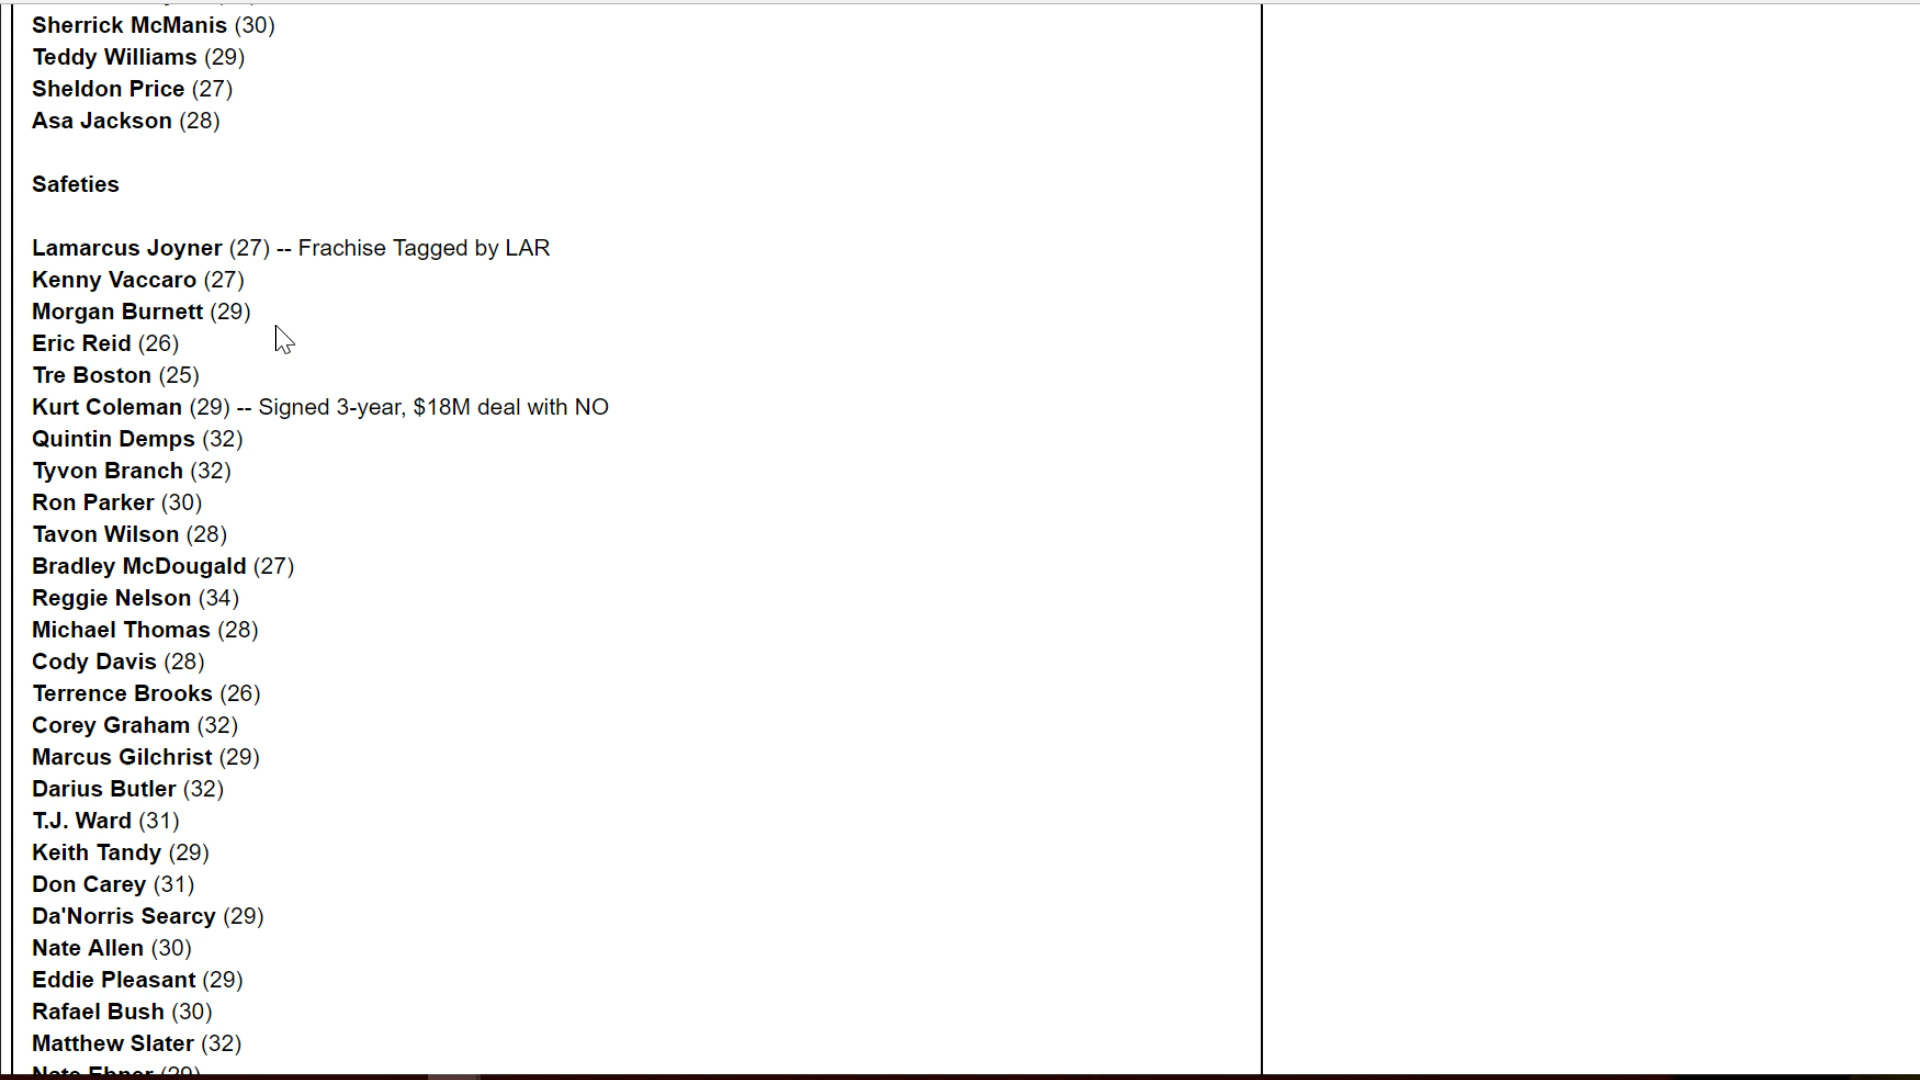 Sherrick McManis (30)
Teddy Williams (29)
Sheldon Price (27)
Asa Jackson (28)
Safeties
Lamarcus Joyner (27) -- Frachise Tagged by LAR
Kenny Vaccaro (27)
Morgan Burnett (29)
Eric Reid (26)
Tre Boston (25)
Kurt Coleman (29) -- Signed 3-year, $18M deal with NO
Quintin Demps (32)
Tyvon Branch (32)
Ron Parker (30)
Tavon Wilson (28)
Bradley McDougald (27)
Reggie Nelson (34)
Michael Thomas (28)
Cody Davis (28)
Terrence Brooks (26)
Corey Graham (32)
Marcus Gilchrist (29)
Darius Butler (32)
T.J. Ward (31)
Keith Tandy (29)
Don Carey (31)
Da'Norris Searcy (29)
Nate Allen (30)
Eddie Pleasant (29)
Rafael Bush (30)
Matthew Slater (32)
Nate Ebner (29)